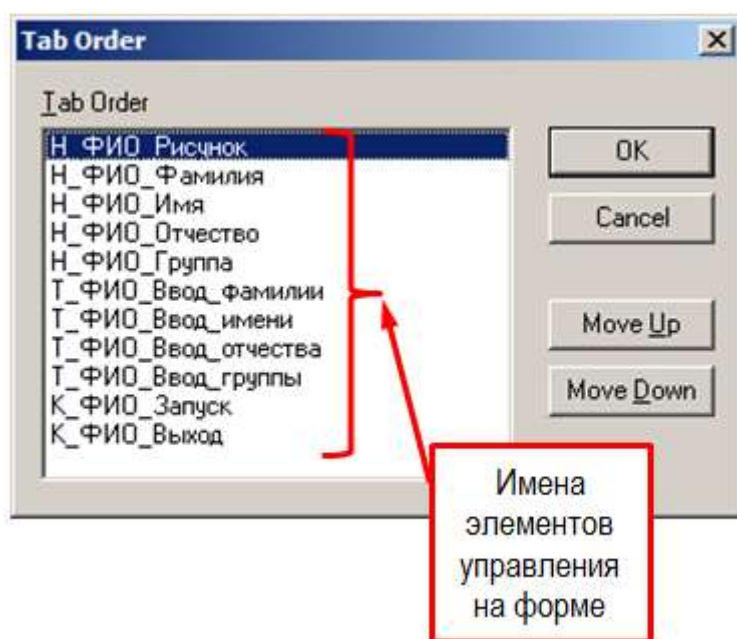 Tab Order
Tab Order
Н_ФИО_Рисунок
Н_ФИО_Фамилия
Н_ФИО_Имя
Н_ФИО_Отчество
Н_ФИО_Группа
Т_ФИО_Ввод_фамилии
Т_ФИО_Ввод_имени
Т_ФИО_Ввод_отчества
Т_ФИО_Ввод_группы
К_ФИО_Запуск
К_ФИО_Выход
OK
Cancel
Move Up
Move Down
Имена
элементов
управления
на форме